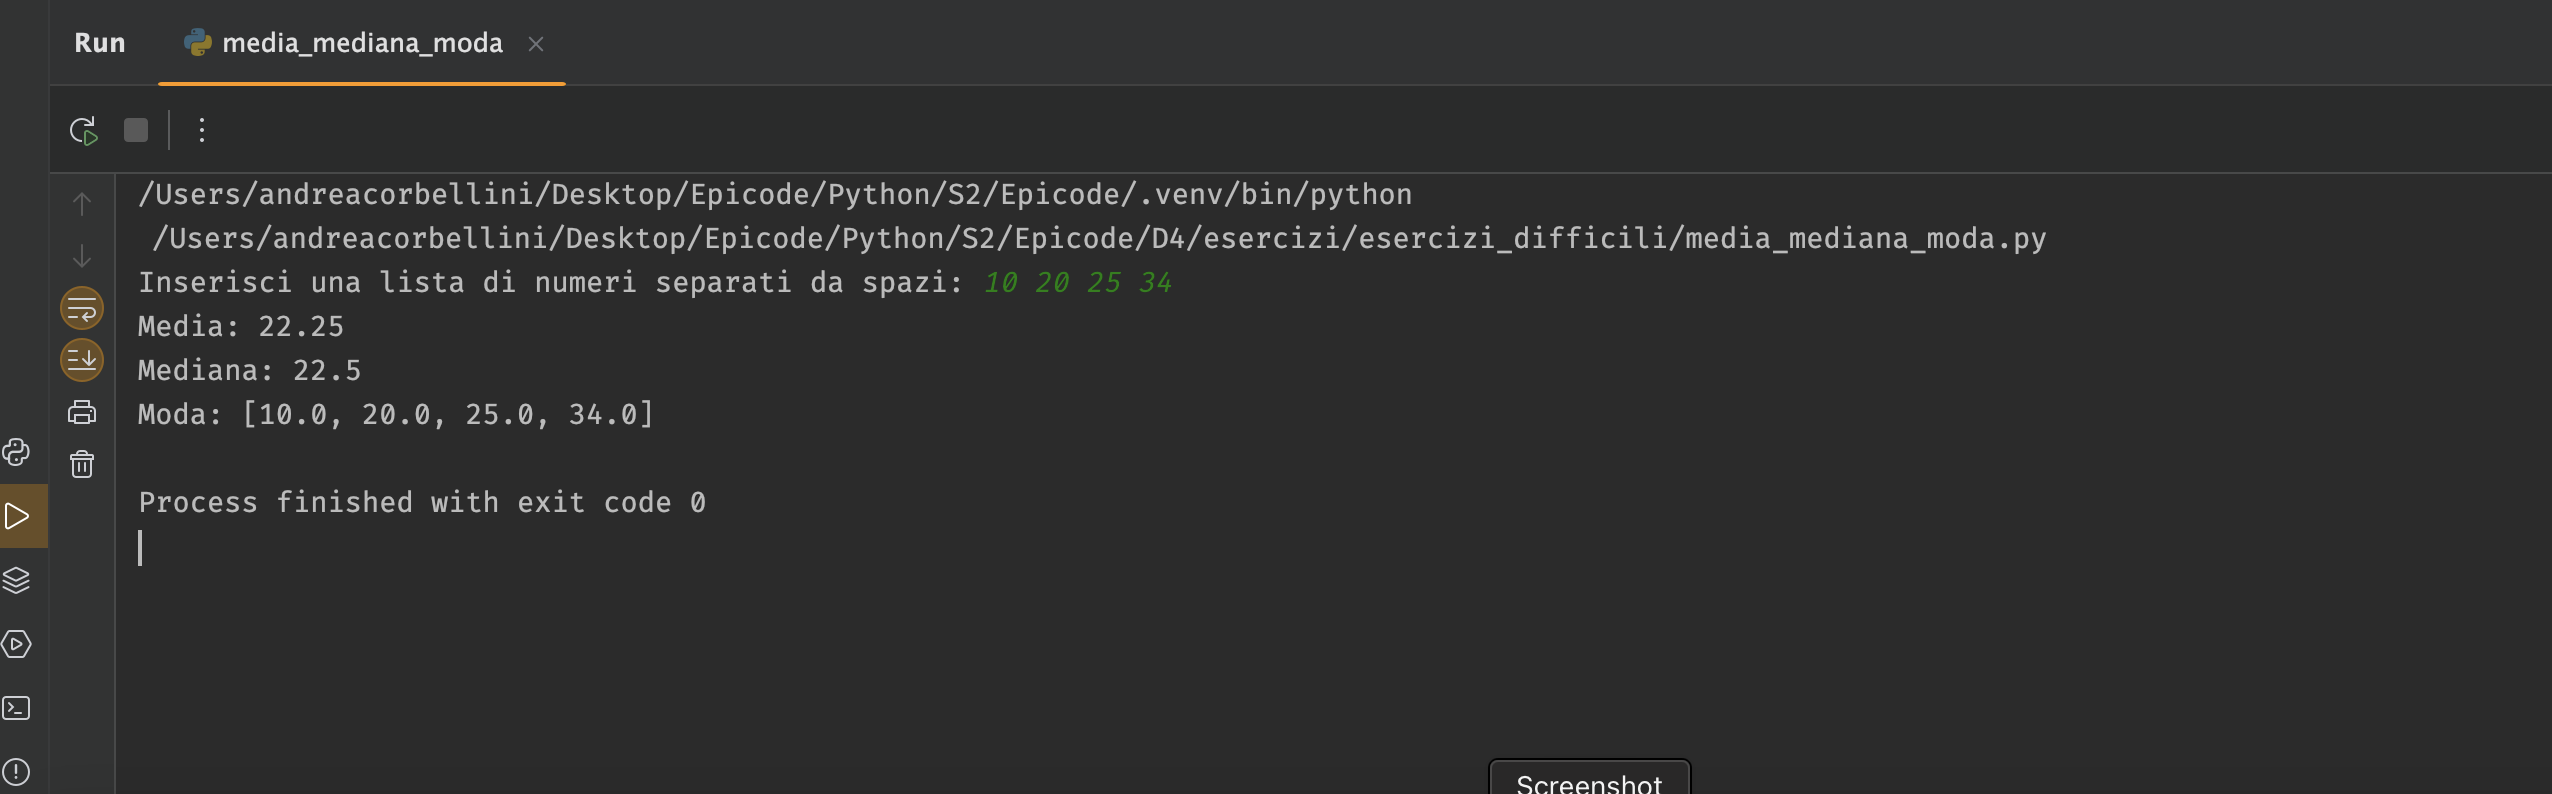 Run media_mediana_moda
/Users/andreacorbellini/Desktop/Epicode/Python/S2/Epicode/.venv/bin/python
/Users/andreacorbellini/Desktop/Epicode/Python/S2/Epicode/D4/esercizi/esercizi_difficili/media_mediana_moda.py
Inserisci una lista di numeri separati da spazi: 10 20 25 34
Media: 22.25
Mediana: 22.5
Moda: [10.0, 20.0, 25.0, 34.0]
Process finished with exit code 0
Screenshot